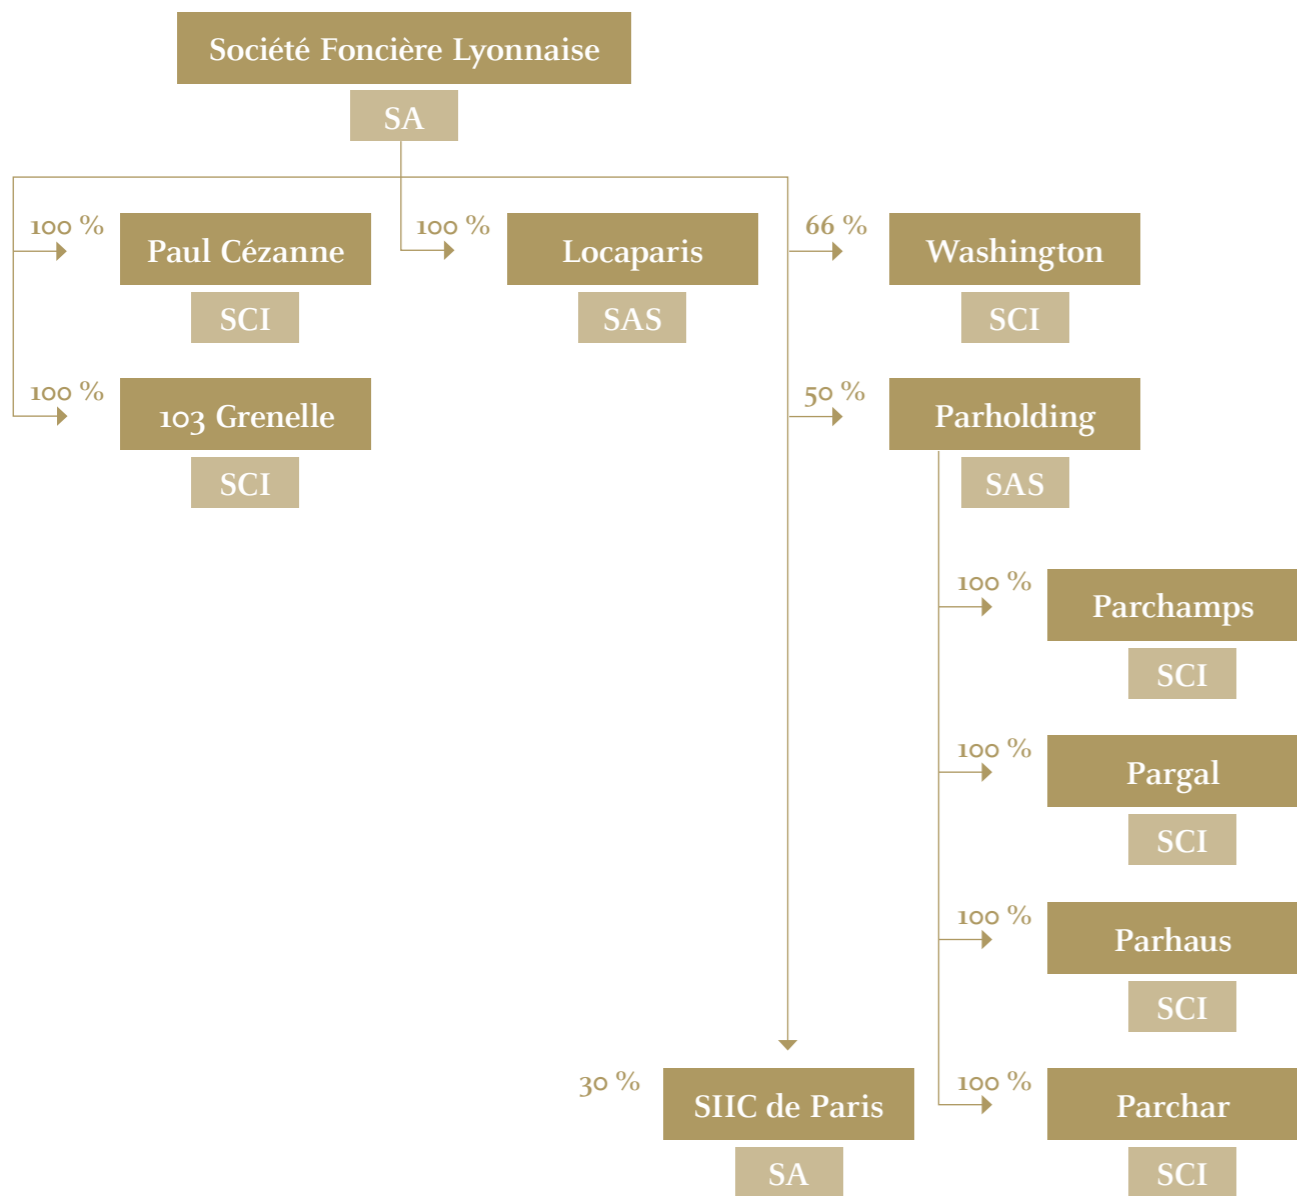 Société Foncière Lyonnaise
SA
100 %
Paul Cézanne
SCI
100 %
Locaparis
SAS
66 %
Washington
SCI
100 %
103 Grenelle
SCI
50 %
Parholding
SAS
100 %
Parchamps
SCI
100 %
Pargal
SCI
100 %
Parhaus
SCI
30 %
SIIC de Paris
SA
100 %
Parchar
SCI